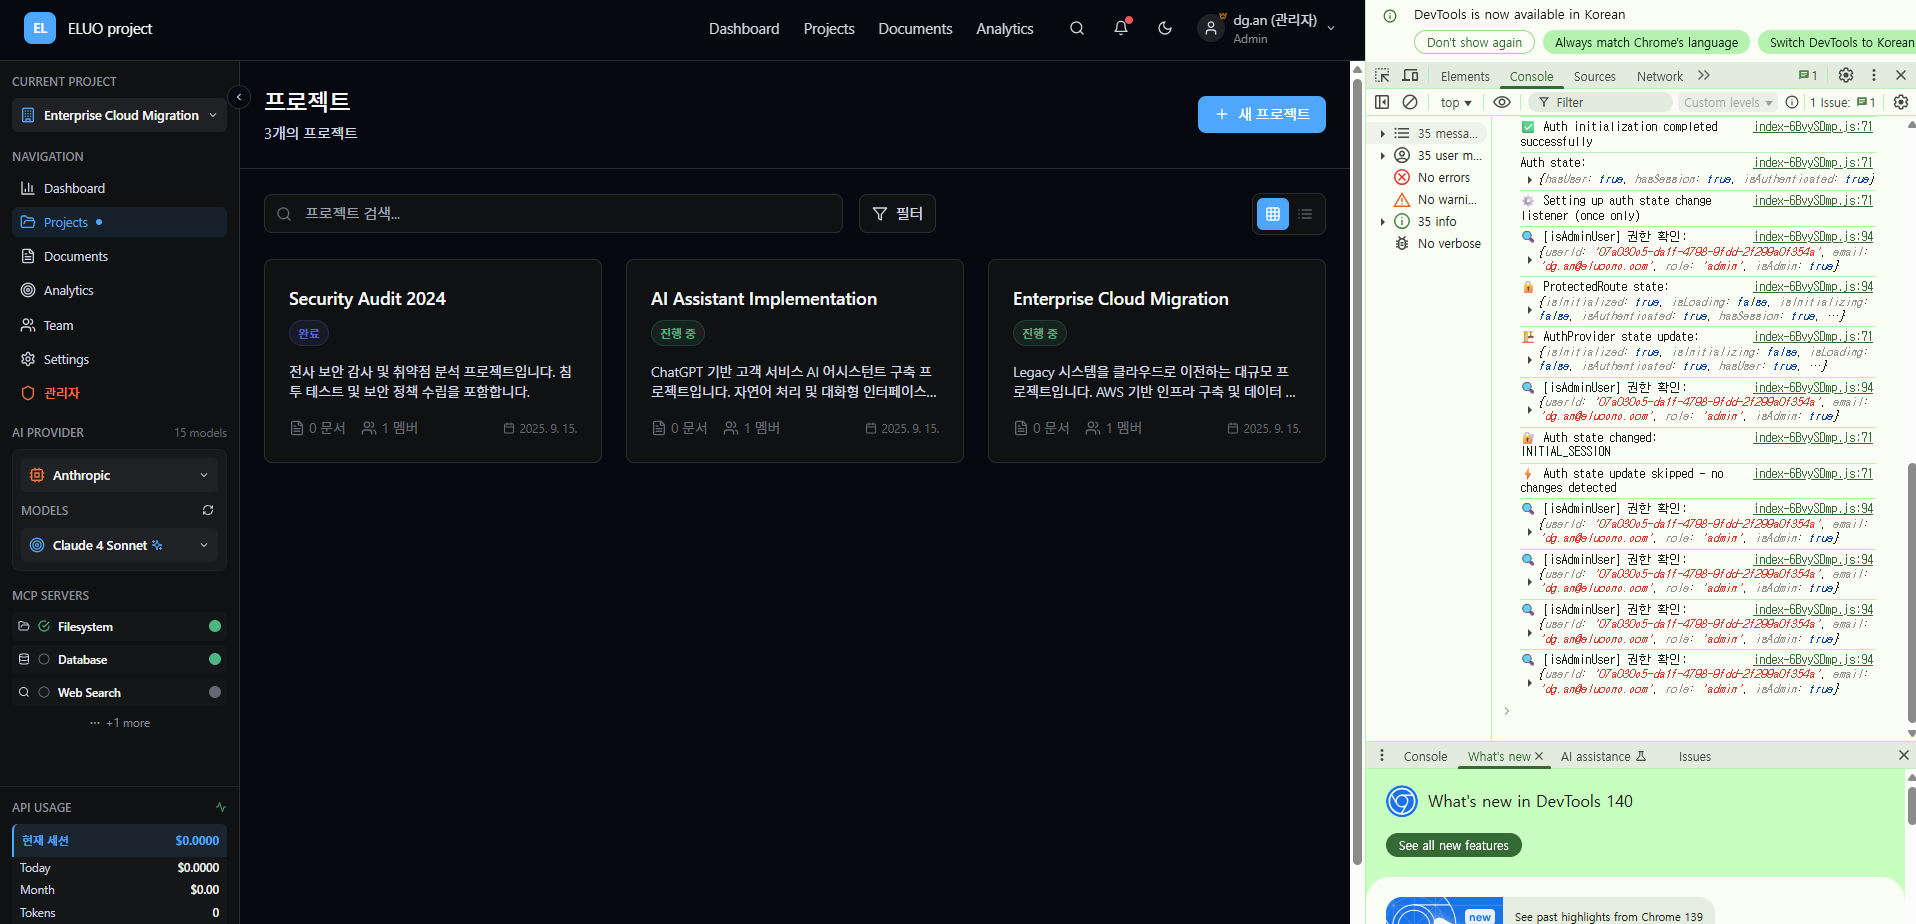 EL ELUO project
Dashboard Projects Documents Analytics
dg.an (관리자)
Admin
CURRENT PROJECT
Enterprise Cloud Migration
NAVIGATION
Dashboard
Projects
Documents
Analytics
Team
Settings
관리자
AI PROVIDER 15 models
Anthropic
MODELS
Claude 4 Sonnet
MCP SERVERS
Filesystem
Database
Web Search
··· +1 more
API USAGE
현재 세션 $0.0000
Today $0.0000
Month $0.00
Tokens 0
프로젝트
3개의 프로젝트
+ 새 프로젝트
프로젝트 검색...
필터
Security Audit 2024
완료
전사 보안 감사 및 취약점 분석 프로젝트입니다. 침
투 테스트 및 보안 정책 수립을 포함합니다.
0 문서 1 멤버 2025. 9. 15.
AI Assistant Implementation
진행 중
ChatGPT 기반 고객 서비스 AI 어시스턴트 구축 프
로젝트입니다. 자연어 처리 및 대화형 인터페이스...
0 문서 1 멤버 2025. 9. 15.
Enterprise Cloud Migration
진행 중
Legacy 시스템을 클라우드로 이전하는 대규모 프
로젝트입니다. AWS 기반 인프라 구축 및 데이터 ...
0 문서 1 멤버 2025. 9. 15.
DevTools is now available in Korean
Don't show again Always match Chrome's language Switch DevTools to Korean
Elements Console Sources Network 1
top Filter Custom levels 1 Issue: 1
35 messa...
35 user m...
No errors
No warni...
35 info
No verbose
Auth initialization completed index-6BvySDmp.js:71
successfully
Auth state: index-6BvySDmp.js:71
{hasUser: true, hasSession: true, isAuthenticated: true}
Setting up auth state change index-6BvySDmp.js:71
listener (once only)
[isAdminUser] 권한 확인: index-6BvySDmp.js:94
{userId: '07a030c5-da1f-4798-9fdd-2f299a0f354a', email:
'dg.an@eluocnc.com', role: 'admin', isAdmin: true}
ProtectedRoute state: index-6BvySDmp.js:94
{isInitialized: true, isLoading: false, isInitializing:
false, isAuthenticated: true, hasSession: true, …}
AuthProvider state update: index-6BvySDmp.js:71
{isInitialized: true, isInitializing: false, isLoading:
false, isAuthenticated: true, hasUser: true, …}
[isAdminUser] 권한 확인: index-6BvySDmp.js:94
{userId: '07a030c5-da1f-4798-9fdd-2f299a0f354a', email:
'dg.an@eluocnc.com', role: 'admin', isAdmin: true}
Auth state changed: index-6BvySDmp.js:71
INITIAL_SESSION
Auth state update skipped - no index-6BvySDmp.js:71
changes detected
[isAdminUser] 권한 확인: index-6BvySDmp.js:94
{userId: '07a030c5-da1f-4798-9fdd-2f299a0f354a', email:
'dg.an@eluocnc.com', role: 'admin', isAdmin: true}
[isAdminUser] 권한 확인: index-6BvySDmp.js:94
{userId: '07a030c5-da1f-4798-9fdd-2f299a0f354a', email:
'dg.an@eluocnc.com', role: 'admin', isAdmin: true}
[isAdminUser] 권한 확인: index-6BvySDmp.js:94
{userId: '07a030c5-da1f-4798-9fdd-2f299a0f354a', email:
'dg.an@eluocnc.com', role: 'admin', isAdmin: true}
[isAdminUser] 권한 확인: index-6BvySDmp.js:94
{userId: '07a030c5-da1f-4798-9fdd-2f299a0f354a', email:
'dg.an@eluocnc.com', role: 'admin', isAdmin: true}
Console What's new AI assistance Issues
What's new in DevTools 140
See all new features
new
See past highlights from Chrome 139